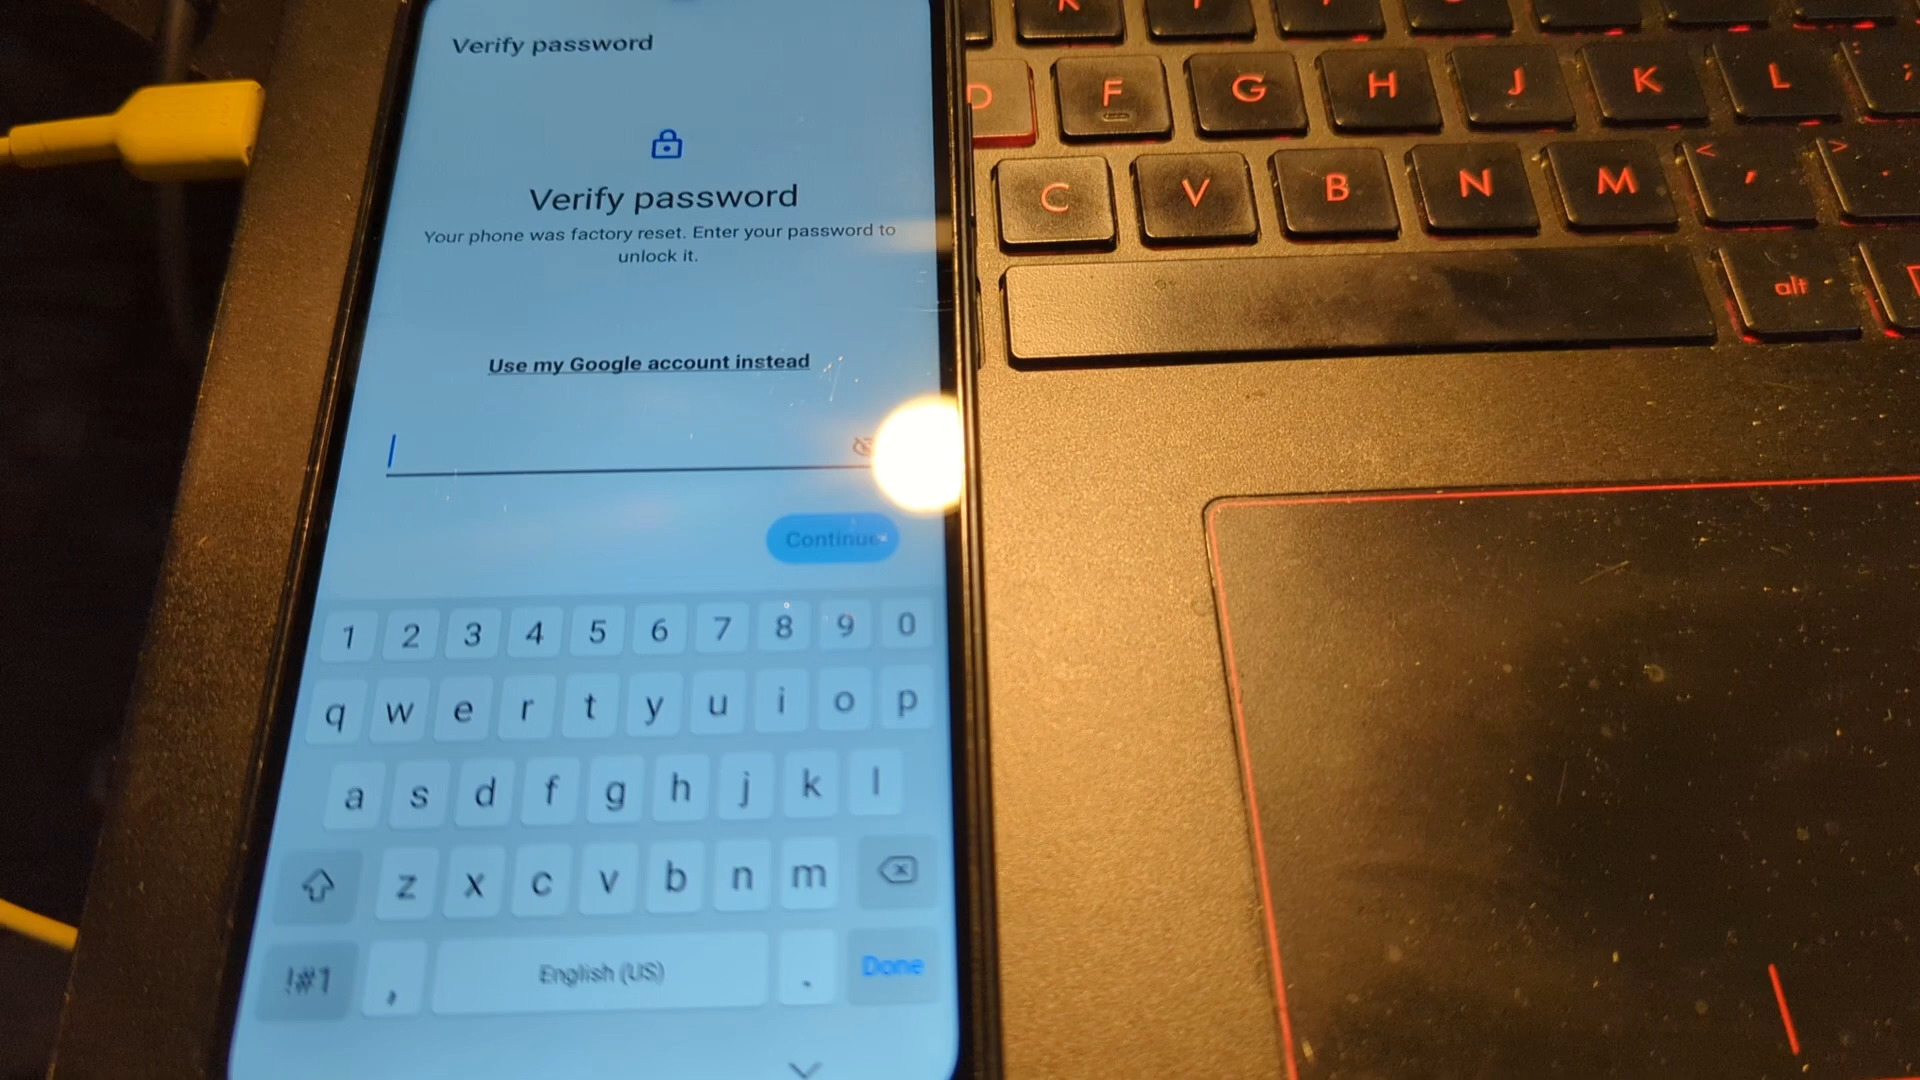 Verify password
Verify password
Your phone was factory reset. Enter your password to
unlock it.
Use my Google account instead
Continue
1 2 3 4 5 6 7 8 9 0
q w e r t y u i o p
a s d f g h j k l
z x c v b n m
!#1 , English (US) . Done
D F G H J K L ;
C V B N M < , > .
alt